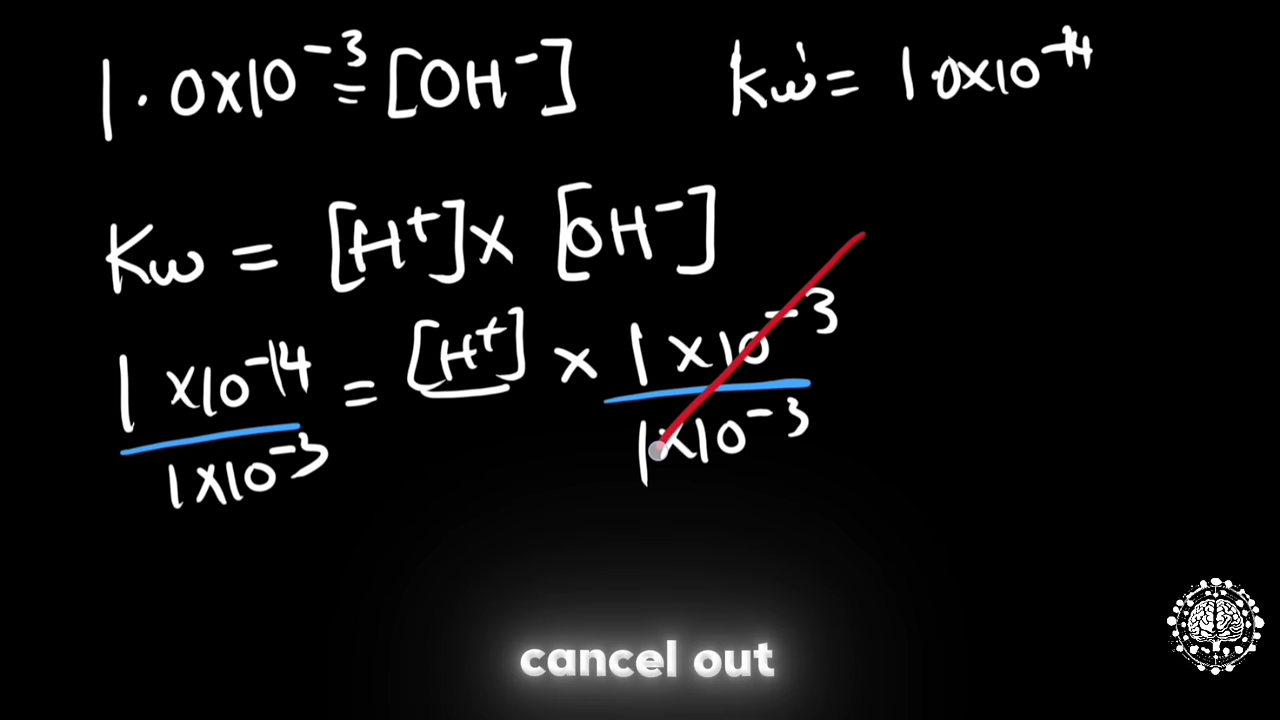 1.0x10⁻³ = [OH⁻] Kw = 1.0x10⁻¹⁴
Kw = [H⁺] x [OH⁻]
1 x10⁻¹⁴ = [H⁺] x 1 x10⁻³
1x10⁻³ 1x10⁻³
cancel out